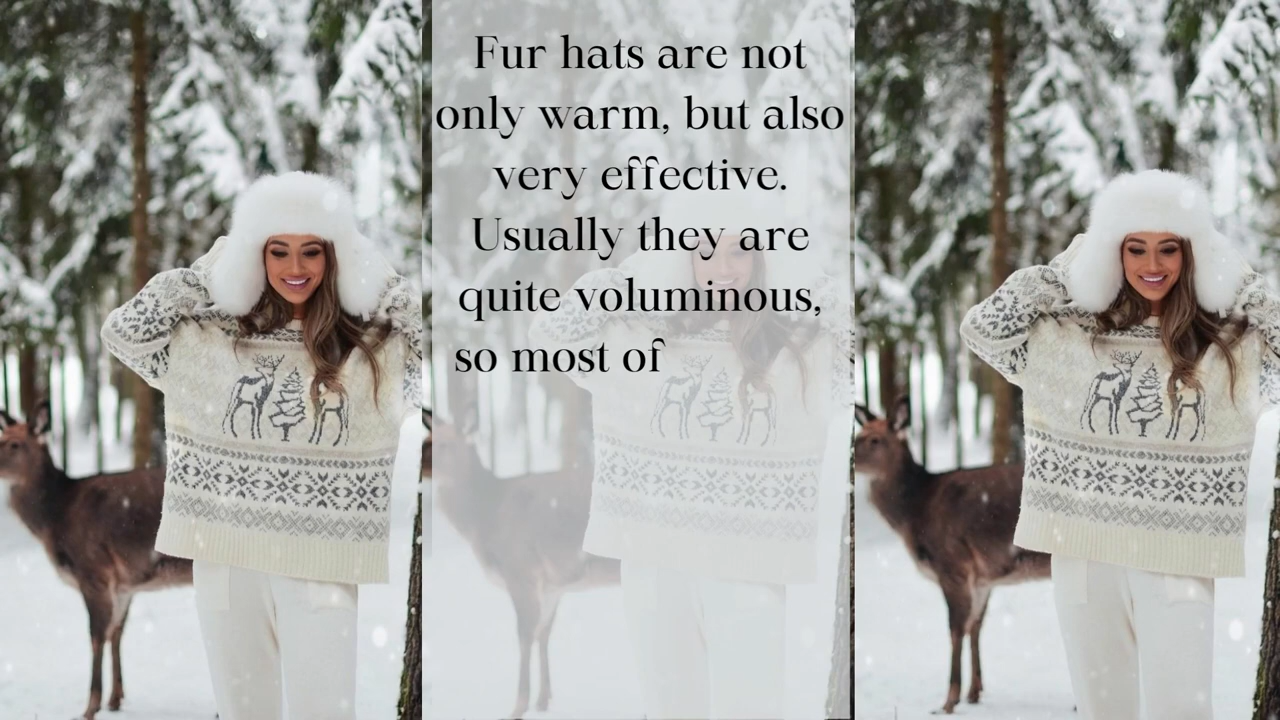 Fur hats are not
only warm, but also
very effective.
Usually they are
quite voluminous,
so most of